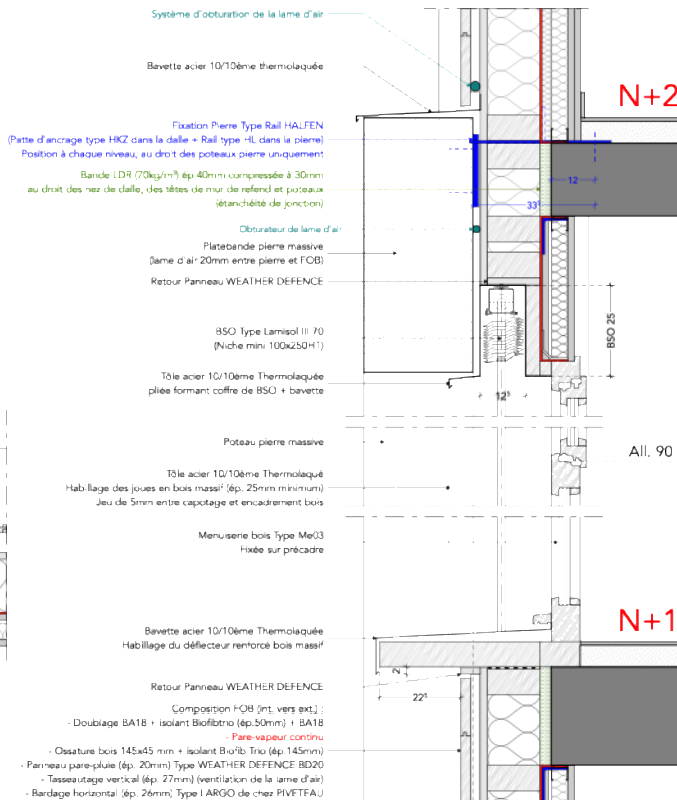 Système d'obturation de la lame d'air
Bavette acier 10/10ème thermolaquée
N+2
Fixation Pierre Type Rail HALFEN
(Patte d'ancrage type HKZ dans la dalle + Rail type HL dans la pierre)
Position à chaque niveau, au droit des poteaux pierre uniquement
Bande LDR (70kg/m³) ép 40mm compressée à 30mm
au droit des nez de dalle, des têtes de mur de refend et poteaux
(étanchéité de jonction)
12
33⁵
Obturateur de lame d'air
Platebande pierre massive
(lame d'air 20mm entre pierre et FOB)
Retour Panneau WEATHER DEFENCE
BSO Type Lamisol III 70
(Niche mini 100x250HT)
BSO 25
Tôle acier 10/10ème Thermolaquée
pliée formant coffre de BSO + bavette
12⁵
Poteau pierre massive
All. 90
Tôle acier 10/10ème Thermolaqué
Habillage des joues en bois massif (ép. 25mm minimum)
Jeu de 5mm entre capotage et encadrement bois
Menuiserie bois Type Me03
Fixée sur précadre
N+1
Bavette acier 10/10ème Thermolaquée
Habillage du déflecteur renforcé bois massif
2
Retour Panneau WEATHER DEFENCE
22⁵
Composition FOB (int. vers ext.) :
- Doublage BA18 + isolant Biofibtrio (ép.50mm) + BA18
- Pare-vapeur continu
- Ossature bois 145x45 mm + isolant Biofib Trio (ép.145mm)
- Panneau pare-pluie (ép. 20mm) Type WEATHER DEFENCE BD20
- Tasseautage vertical (ép. 27mm) (ventilation de la lame d'air)
- Bardage horizontal (ép. 26mm) Type LARGO de chez PIVETEAU